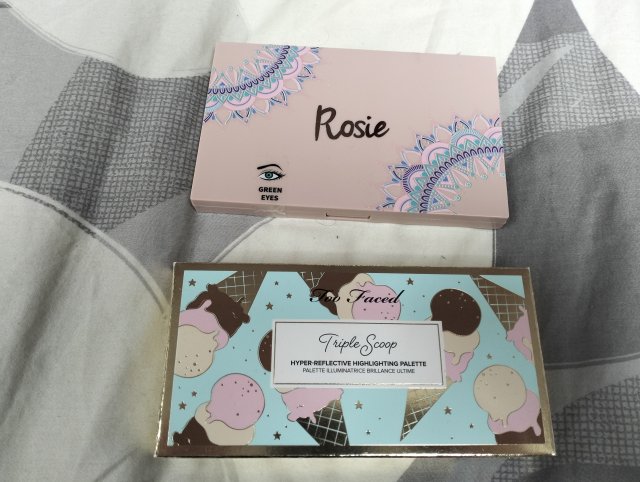 Rosie
GREEN
EYES
Too Faced
Triple Scoop
HYPER-REFLECTIVE HIGHLIGHTING PALETTE
PALETTE ILLUMINATRICE BRILLANCE ULTIME